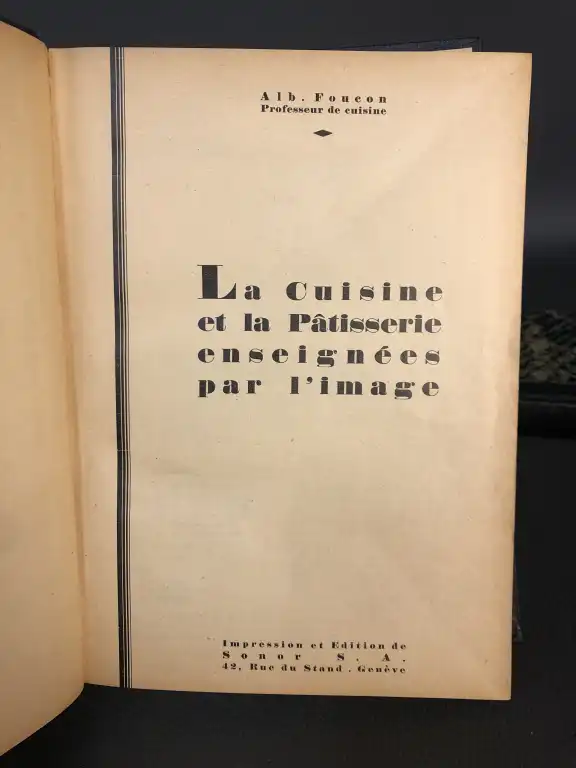 Alb. Foucon
Professeur de cuisine
La Cuisine
et la Pâtisserie
enseignées
par l'image
Impression et Edition de
Sonor S. A.
42, Rue du Stand. Genève